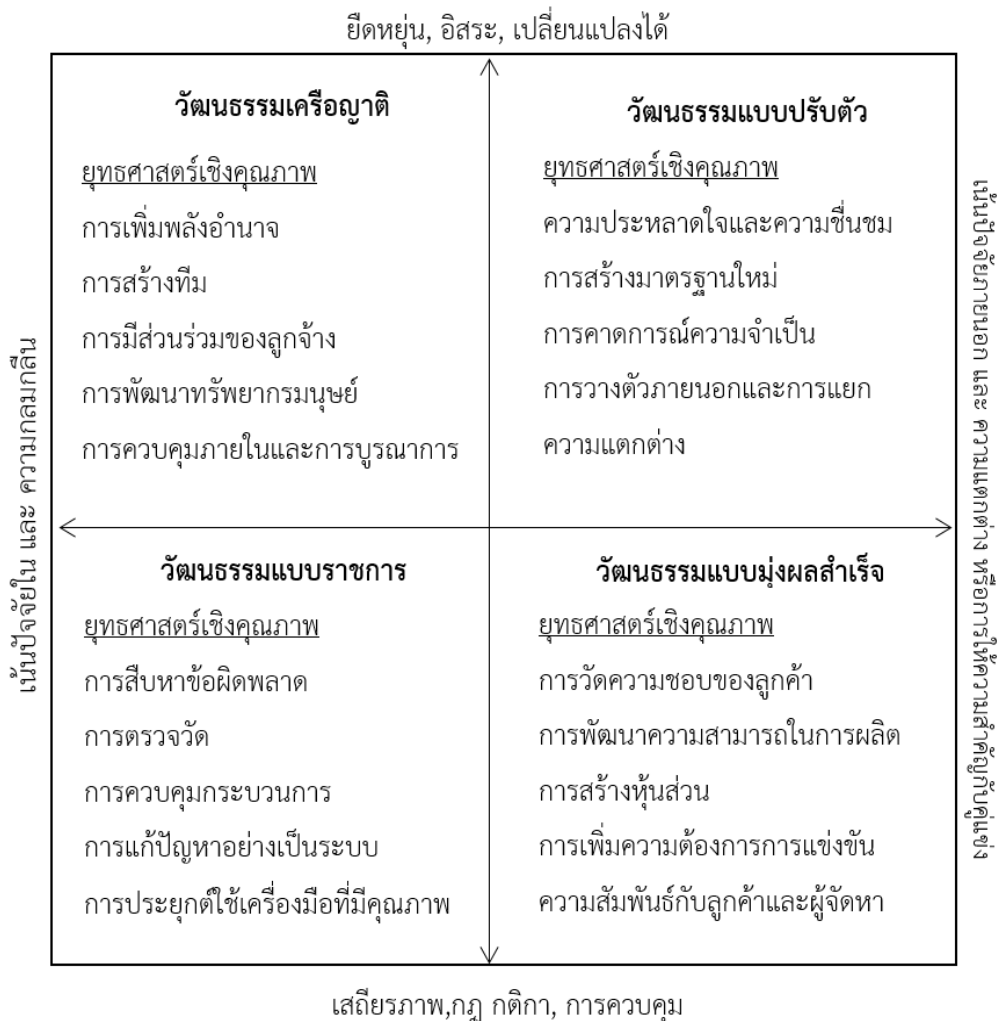 ยืดหยุ่น, อิสระ, เปลี่ยนแปลงได้
วัฒนธรรมเครือญาติ
ยุทธศาสตร์เชิงคุณภาพ
การเพิ่มพลังอำนาจ
การสร้างทีม
การมีส่วนร่วมของลูกจ้าง
การพัฒนาทรัพยากรมนุษย์
การควบคุมภายในและการบูรณาการ
วัฒนธรรมแบบปรับตัว
ยุทธศาสตร์เชิงคุณภาพ
ความประหลาดใจและความชื่นชม
การสร้างมาตรฐานใหม่
การคาดการณ์ความจำเป็น
การวางตัวภายนอกและการแยก
ความแตกต่าง
เน้นปัจจัยใน และ ความกลมกลืน
เน้นปัจจัยภายนอก และ ความแตกต่าง หรือการให้ความสำคัญกับคู่แข่ง
วัฒนธรรมแบบราชการ
ยุทธศาสตร์เชิงคุณภาพ
การสืบหาข้อผิดพลาด
การตรวจวัด
การควบคุมกระบวนการ
การแก้ปัญหาอย่างเป็นระบบ
การประยุกต์ใช้เครื่องมือที่มีคุณภาพ
วัฒนธรรมแบบมุ่งผลสำเร็จ
ยุทธศาสตร์เชิงคุณภาพ
การวัดความชอบของลูกค้า
การพัฒนาความสามารถในการผลิต
การสร้างหุ้นส่วน
การเพิ่มความต้องการการแข่งขัน
ความสัมพันธ์กับลูกค้าและผู้จัดหา
เสถียรภาพ,กฎ กติกา, การควบคุม